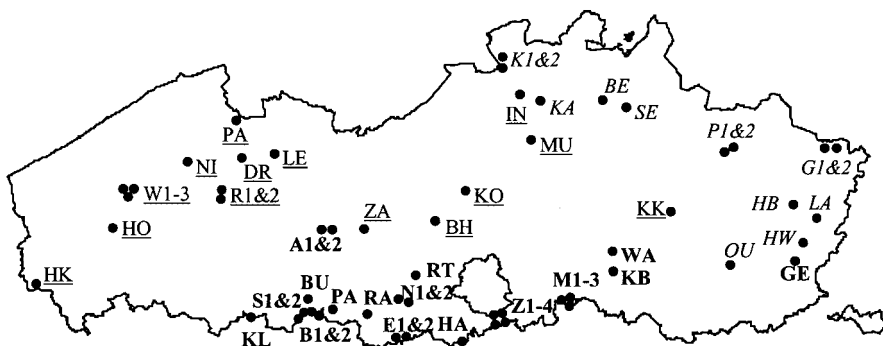 K1&2
BE
IN
KA
SE
PA
P1&2
MU
G1&2
NI
DR
LE
W1-3
R1&2
KO
KK
HB
LA
HO
ZA
BH
A1&2
HW
WA
OU
GE
HK
BU
RT
M1-3
KB
S1&2
PA
RA
N1&2
Z1-4
KL
B1&2
E1&2
HA